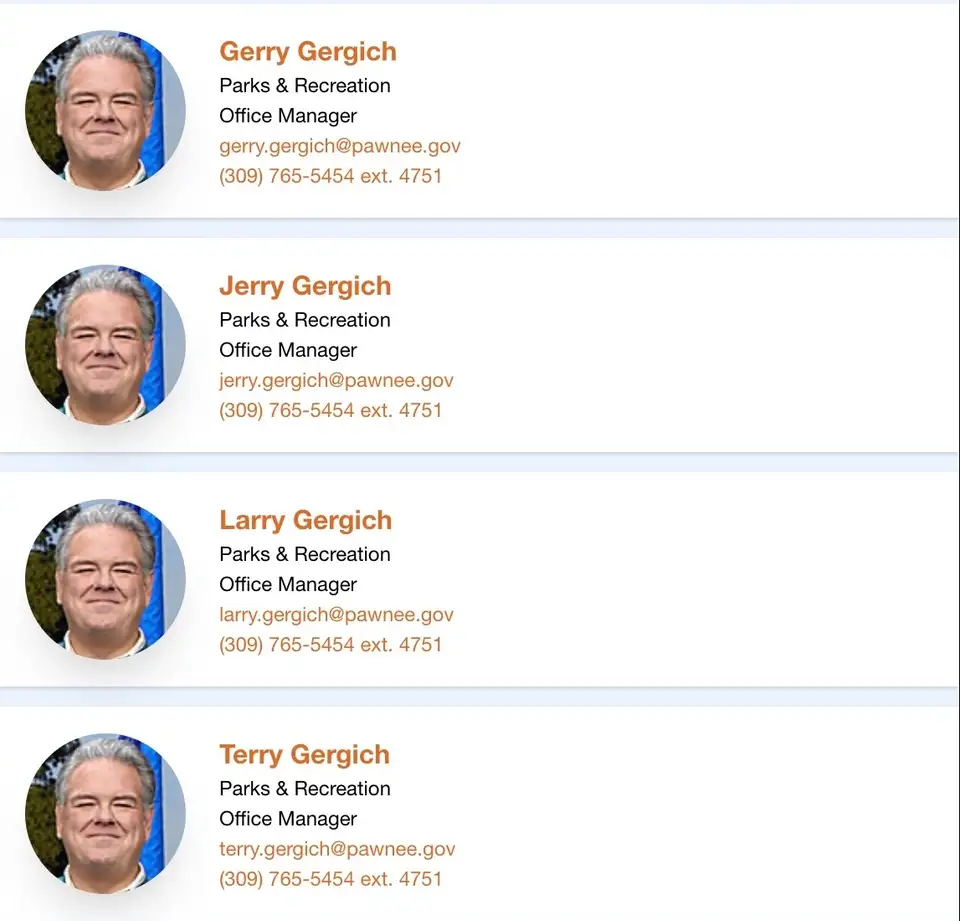 Gerry Gergich
Parks & Recreation
Office Manager
gerry.gergich@pawnee.gov
(309) 765-5454 ext. 4751
Jerry Gergich
Parks & Recreation
Office Manager
jerry.gergich@pawnee.gov
(309) 765-5454 ext. 4751
Larry Gergich
Parks & Recreation
Office Manager
larry.gergich@pawnee.gov
(309) 765-5454 ext. 4751
Terry Gergich
Parks & Recreation
Office Manager
terry.gergich@pawnee.gov
(309) 765-5454 ext. 4751